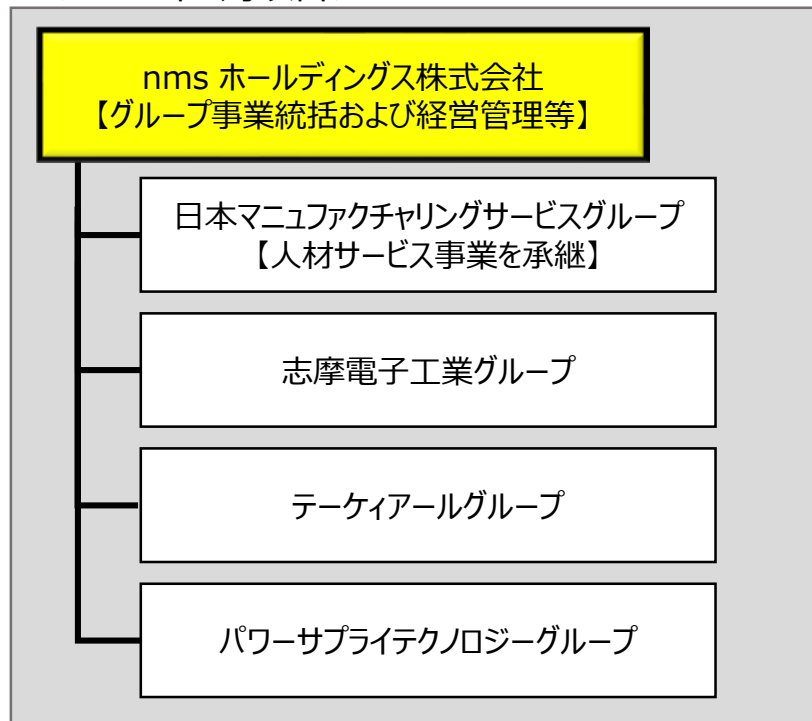 nms ホールディングス株式会社
【グループ事業統括および経営管理等】
日本マニュファクチャリングサービスグループ
【人材サービス事業を承継】
志摩電子工業グループ
テーケィアールグループ
パワーサプライテクノロジーグループ